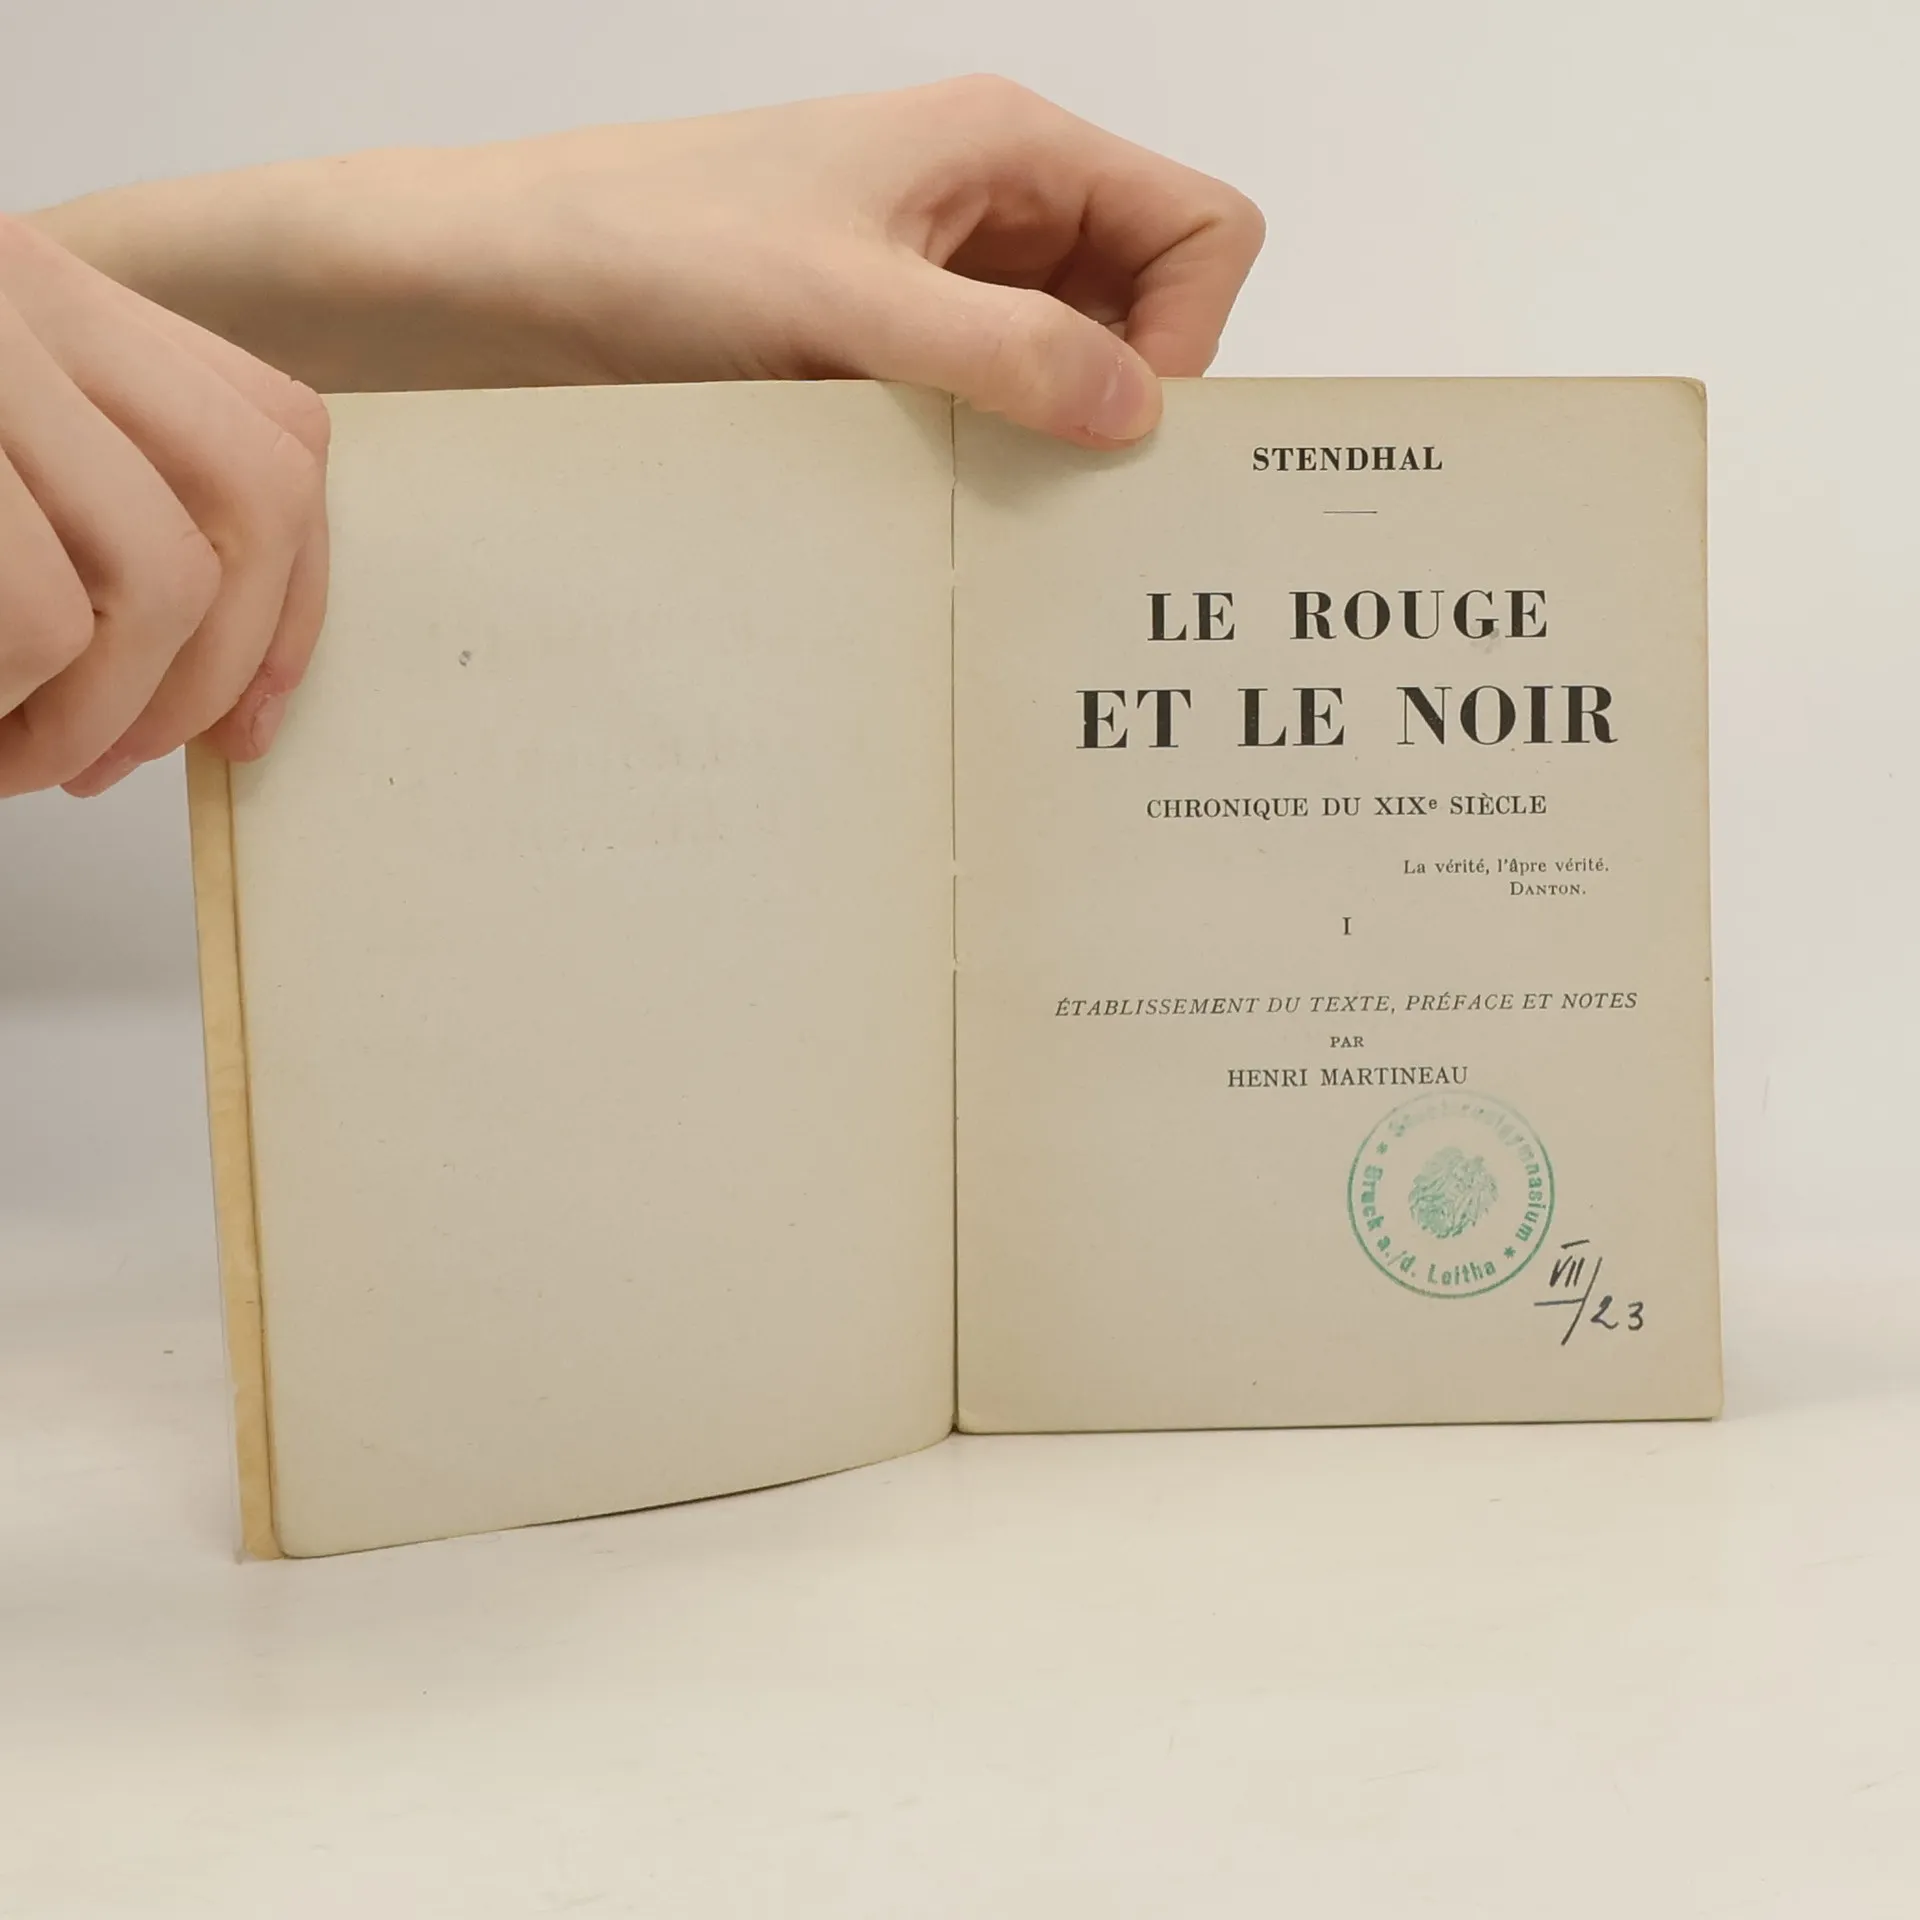 STENDHAL
LE ROUGE
ET LE NOIR
CHRONIQUE DU XIXe SIÈCLE
La vérité, l'âpre vérité.
DANTON.
I
ÉTABLISSEMENT DU TEXTE, PRÉFACE ET NOTES
PAR
HENRI MARTINEAU
* Bruck a./d. Leitha *
VII/23